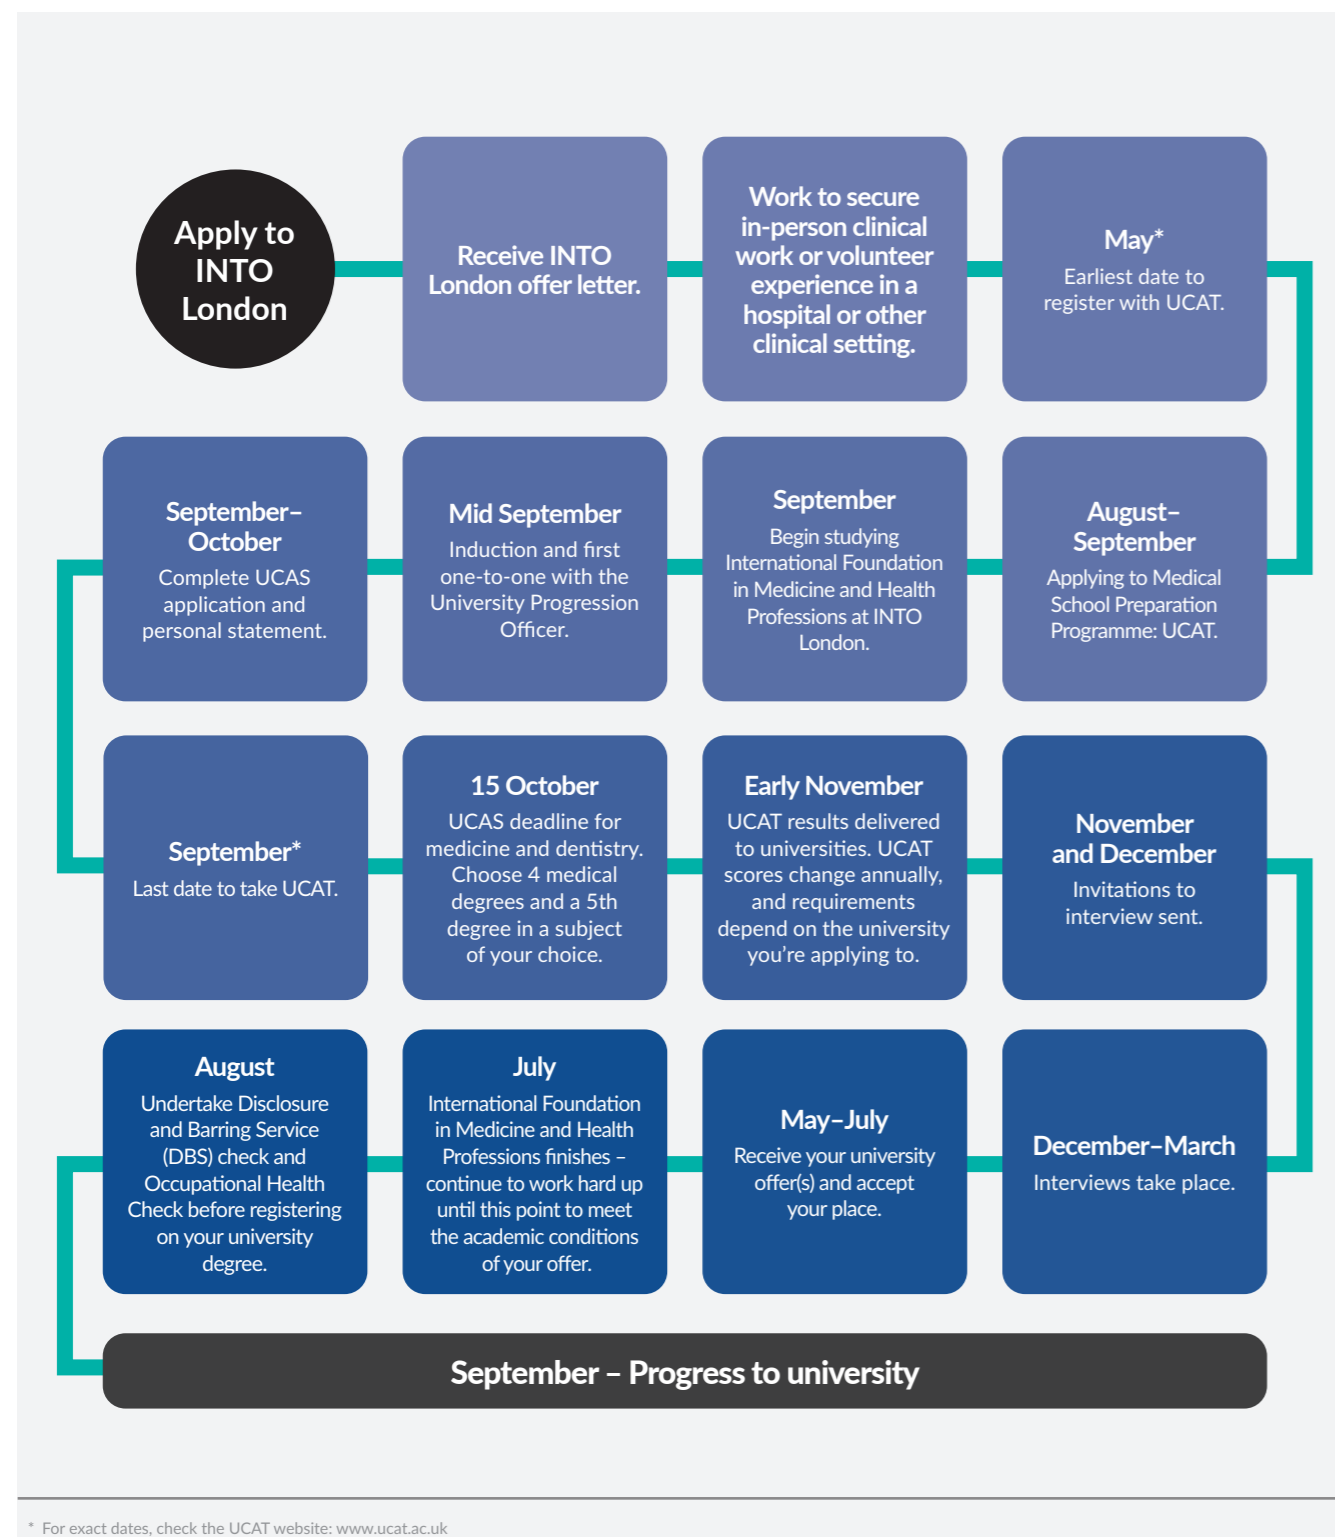 Apply to
INTO
London
Receive INTO
London offer letter.
Work to secure
in-person clinical
work or volunteer
experience in a
hospital or other
clinical setting.
May*
Earliest date to
register with UCAT.
August–
September
Applying to Medical
School Preparation
Programme: UCAT.
September
Begin studying
International Foundation
in Medicine and Health
Professions at INTO
London.
Mid September
Induction and first
one-to-one with the
University Progression
Officer.
September–
October
Complete UCAS
application and
personal statement.
September*
Last date to take UCAT.
15 October
UCAS deadline for
medicine and dentistry.
Choose 4 medical
degrees and a 5th
degree in a subject
of your choice.
Early November
UCAT results delivered
to universities. UCAT
scores change annually,
and requirements
depend on the university
you’re applying to.
November
and December
Invitations to
interview sent.
December–March
Interviews take place.
May–July
Receive your university
offer(s) and accept
your place.
July
International Foundation
in Medicine and Health
Professions finishes –
continue to work hard up
until this point to meet
the academic conditions
of your offer.
August
Undertake Disclosure
and Barring Service
(DBS) check and
Occupational Health
Check before registering
on your university
degree.
September – Progress to university
* For exact dates, check the UCAT website: www.ucat.ac.uk